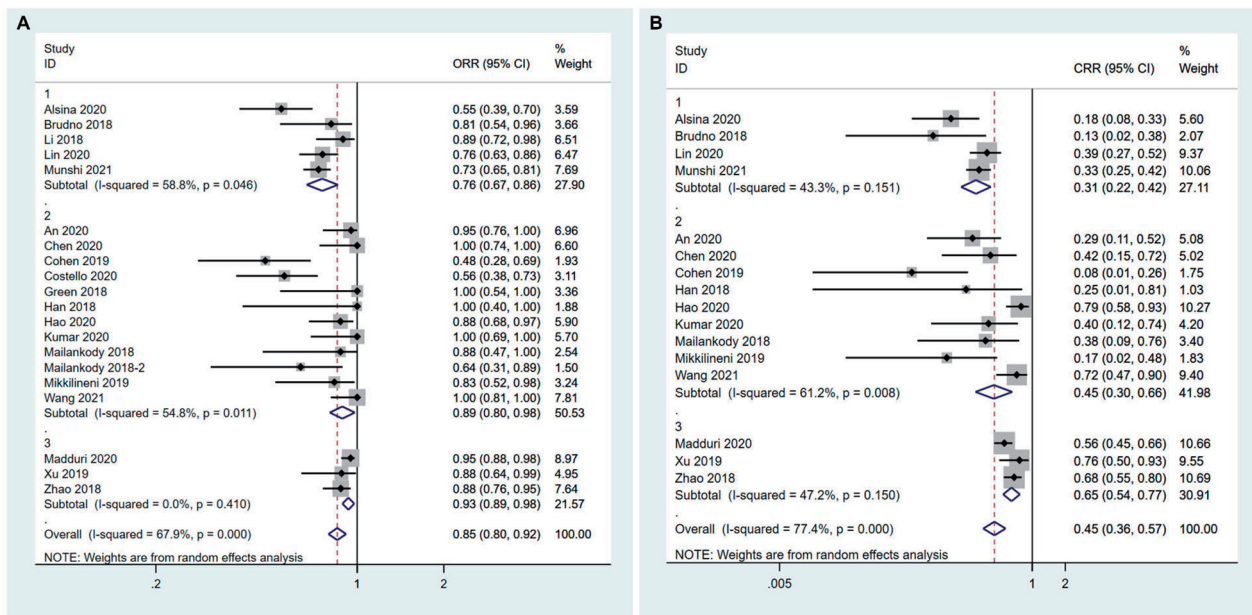 A
Study
ID
ORR (95% CI)
%
Weight
1
Alsina 2020 0.55 (0.39, 0.70) 3.59
Brudno 2018 0.81 (0.54, 0.96) 3.66
Li 2018 0.89 (0.72, 0.98) 6.51
Lin 2020 0.76 (0.63, 0.86) 6.47
Munshi 2021 0.73 (0.65, 0.81) 7.69
Subtotal (I-squared = 58.8%, p = 0.046) 0.76 (0.67, 0.86) 27.90
.
2
An 2020 0.95 (0.76, 1.00) 6.96
Chen 2020 1.00 (0.74, 1.00) 6.60
Cohen 2019 0.48 (0.28, 0.69) 1.93
Costello 2020 0.56 (0.38, 0.73) 3.11
Green 2018 1.00 (0.54, 1.00) 3.36
Han 2018 1.00 (0.40, 1.00) 1.88
Hao 2020 0.88 (0.68, 0.97) 5.90
Kumar 2020 1.00 (0.69, 1.00) 5.70
Mailankody 2018 0.88 (0.47, 1.00) 2.54
Mailankody 2018-2 0.64 (0.31, 0.89) 1.50
Mikkilineni 2019 0.83 (0.52, 0.98) 3.24
Wang 2021 1.00 (0.81, 1.00) 7.81
Subtotal (I-squared = 54.8%, p = 0.011) 0.89 (0.80, 0.98) 50.53
.
3
Madduri 2020 0.95 (0.88, 0.98) 8.97
Xu 2019 0.88 (0.64, 0.99) 4.95
Zhao 2018 0.88 (0.76, 0.95) 7.64
Subtotal (I-squared = 0.0%, p = 0.410) 0.93 (0.89, 0.98) 21.57
.
Overall (I-squared = 67.9%, p = 0.000) 0.85 (0.80, 0.92) 100.00
NOTE: Weights are from random effects analysis
.2 1 2
B
Study
ID
CRR (95% CI)
%
Weight
1
Alsina 2020 0.18 (0.08, 0.33) 5.60
Brudno 2018 0.13 (0.02, 0.38) 2.07
Lin 2020 0.39 (0.27, 0.52) 9.37
Munshi 2021 0.33 (0.25, 0.42) 10.06
Subtotal (I-squared = 43.3%, p = 0.151) 0.31 (0.22, 0.42) 27.11
.
2
An 2020 0.29 (0.11, 0.52) 5.08
Chen 2020 0.42 (0.15, 0.72) 5.02
Cohen 2019 0.08 (0.01, 0.26) 1.75
Han 2018 0.25 (0.01, 0.81) 1.03
Hao 2020 0.79 (0.58, 0.93) 10.27
Kumar 2020 0.40 (0.12, 0.74) 4.20
Mailankody 2018 0.38 (0.09, 0.76) 3.40
Mikkilineni 2019 0.17 (0.02, 0.48) 1.83
Wang 2021 0.72 (0.47, 0.90) 9.40
Subtotal (I-squared = 61.2%, p = 0.008) 0.45 (0.30, 0.66) 41.98
.
3
Madduri 2020 0.56 (0.45, 0.66) 10.66
Xu 2019 0.76 (0.50, 0.93) 9.55
Zhao 2018 0.68 (0.55, 0.80) 10.69
Subtotal (I-squared = 47.2%, p = 0.150) 0.65 (0.54, 0.77) 30.91
.
Overall (I-squared = 77.4%, p = 0.000) 0.45 (0.36, 0.57) 100.00
NOTE: Weights are from random effects analysis
.005 1 2